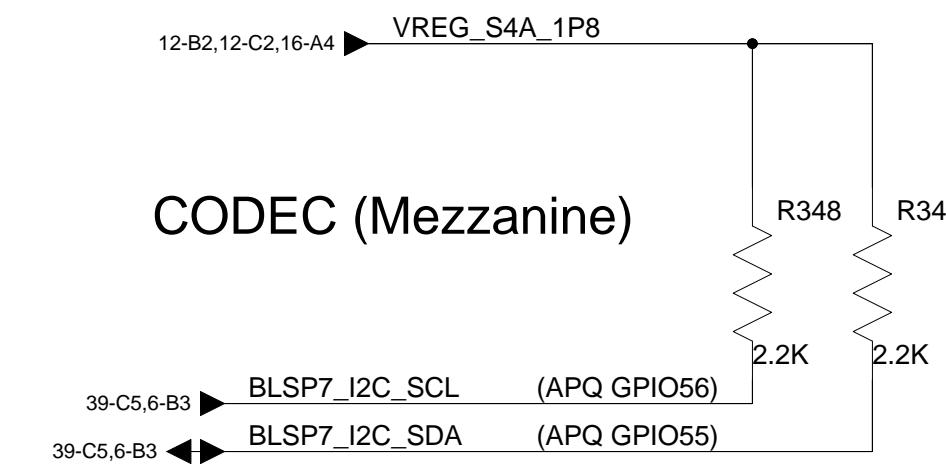 12-B2,12-C2,16-A4 VREG_S4A_1P8
CODEC (Mezzanine)
R348 R34
2.2K 2.2K
39-C5,6-B3 BLSP7_I2C_SCL (APQ GPIO56)
39-C5,6-B3 BLSP7_I2C_SDA (APQ GPIO55)